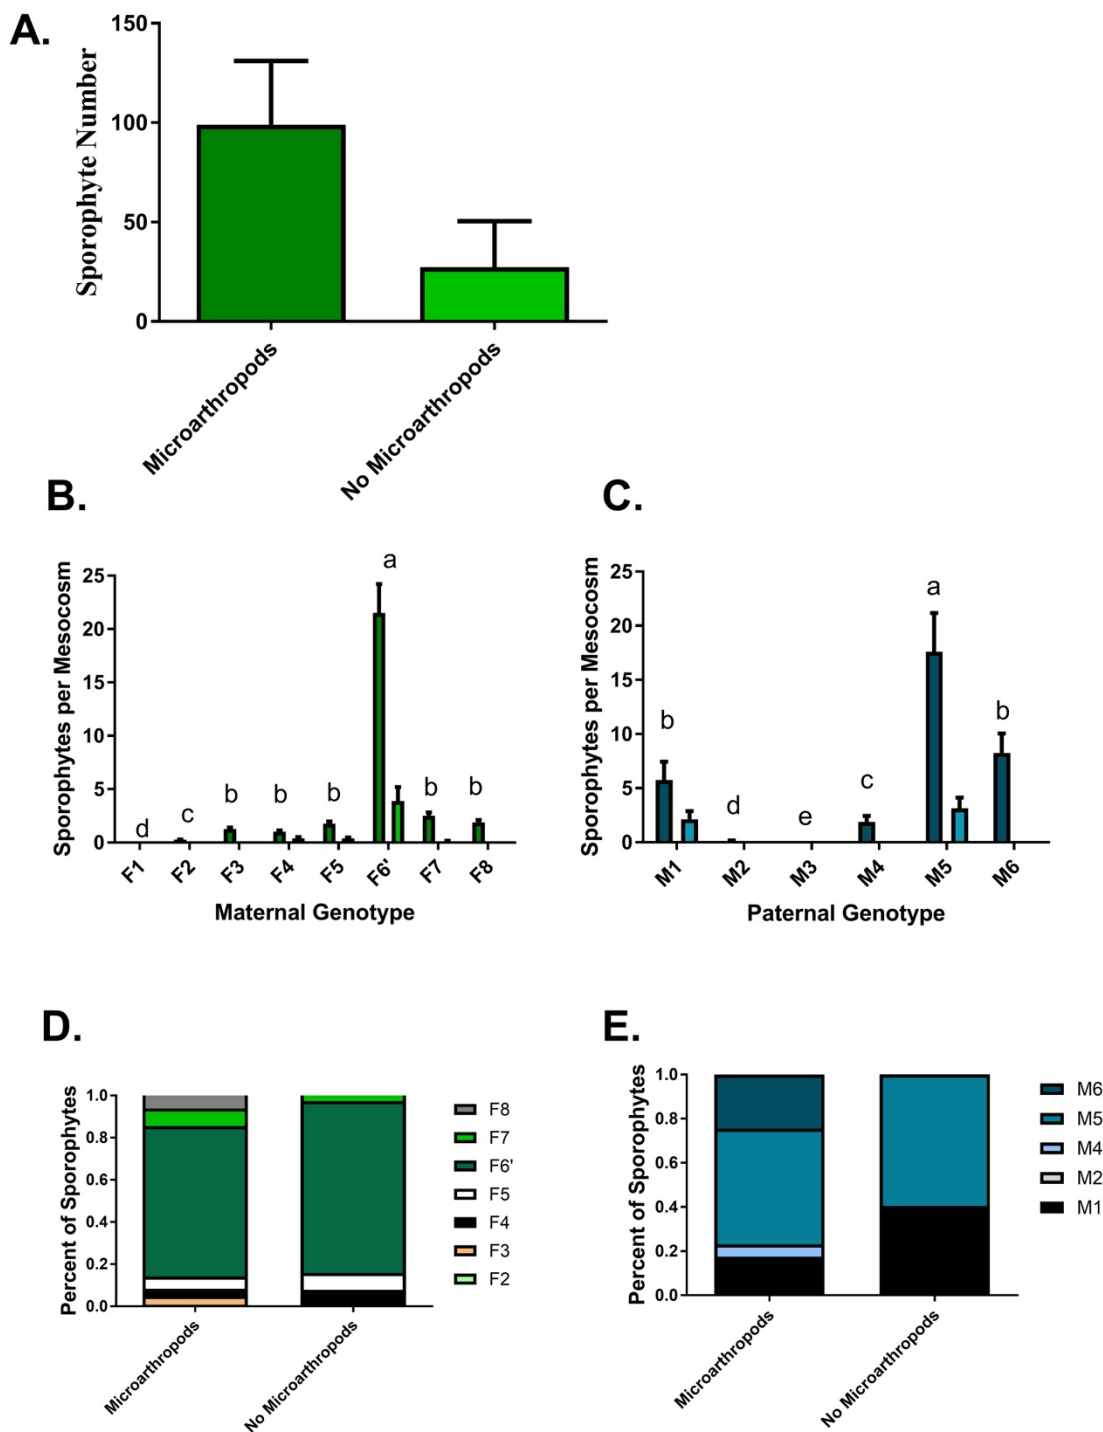 A.
Sporophyte Number
150
100
50
0
Microarthropods
No Microarthropods
B.
Sporophytes per Mesocosm
25
20
15
10
5
0
d
c
b
b
b
a
b
b
F1
F2
F3
F4
F5
F6'
F7
F8
Maternal Genotype
C.
Sporophytes per Mesocosm
25
20
15
10
5
0
b
d
e
c
a
b
M1
M2
M3
M4
M5
M6
Paternal Genotype
D.
Percent of Sporophytes
1.0
0.8
0.6
0.4
0.2
0.0
Microarthropods
No Microarthropods
F8
F7
F6'
F5
F4
F3
F2
E.
Percent of Sporophytes
1.0
0.8
0.6
0.4
0.2
0.0
Microarthropods
No Microarthropods
M6
M5
M4
M2
M1